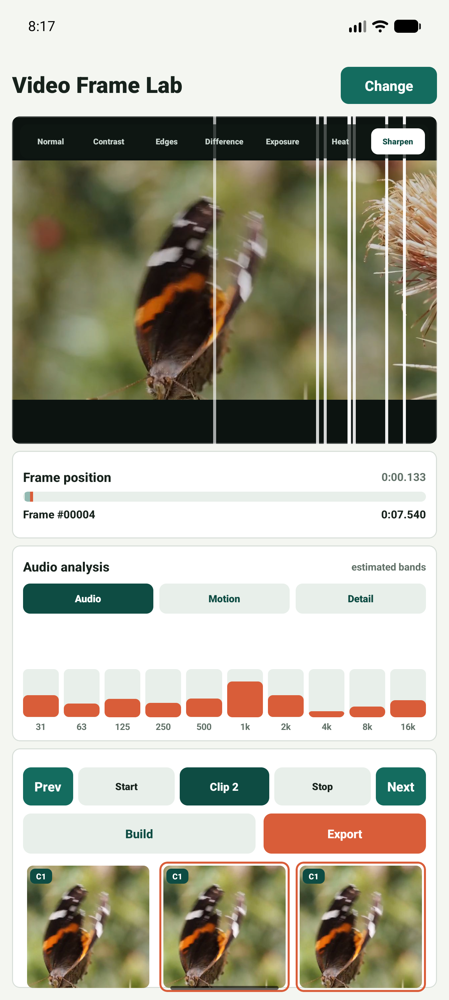 8:17
Video Frame Lab
Change
Normal Contrast Edges Difference Exposure Heat Sharpen
Frame position 0:00.133
Frame #00004 0:07.540
Audio analysis estimated bands
Audio Motion Detail
31 63 125 250 500 1k 2k 4k 8k 16k
Prev Start Clip 2 Stop Next
Build Export
C1 C1 C1